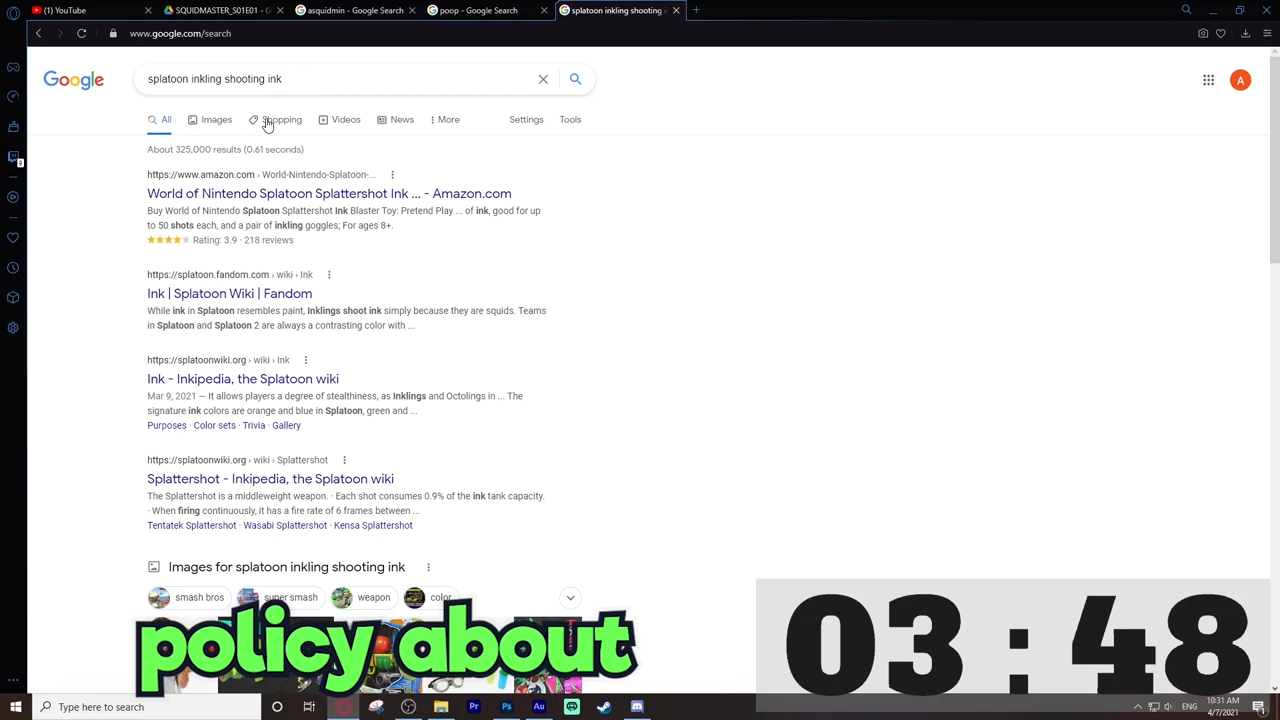 (1) YouTube
SQUIDMASTER_S01E01 - G
asquidmin - Google Search
poop - Google Search
splatoon inkling shooting ink -
www.google.com/search
Google
splatoon inkling shooting ink
A
All
Images
Shopping
Videos
News
More
Settings
Tools
About 325,000 results (0.61 seconds)
https://www.amazon.com › World-Nintendo-Splatoon-...
World of Nintendo Splatoon Splattershot Ink ... - Amazon.com
Buy World of Nintendo Splatoon Splattershot Ink Blaster Toy: Pretend Play ... of ink, good for up
to 50 shots each, and a pair of inkling goggles; For ages 8+.
Rating: 3.9 · 218 reviews
https://splatoon.fandom.com › wiki › Ink
Ink | Splatoon Wiki | Fandom
While ink in Splatoon resembles paint, Inklings shoot ink simply because they are squids. Teams
in Splatoon and Splatoon 2 are always a contrasting color with ...
https://splatoonwiki.org › wiki › Ink
Ink - Inkipedia, the Splatoon wiki
Mar 9, 2021 — It allows players a degree of stealthiness, as Inklings and Octolings in ... The
signature ink colors are orange and blue in Splatoon, green and ...
Purposes · Color sets · Trivia · Gallery
https://splatoonwiki.org › wiki › Splattershot
Splattershot - Inkipedia, the Splatoon wiki
The Splattershot is a middleweight weapon. · Each shot consumes 0.9% of the ink tank capacity.
· When firing continuously, it has a fire rate of 6 frames between ...
Tentatek Splattershot · Wasabi Splattershot · Kensa Splattershot
Images for splatoon inkling shooting ink
smash bros
super smash
weapon
color
policy about
03 : 48
Type here to search
Pr
Ps
Au
ENG
10:31 AM
4/7/2021